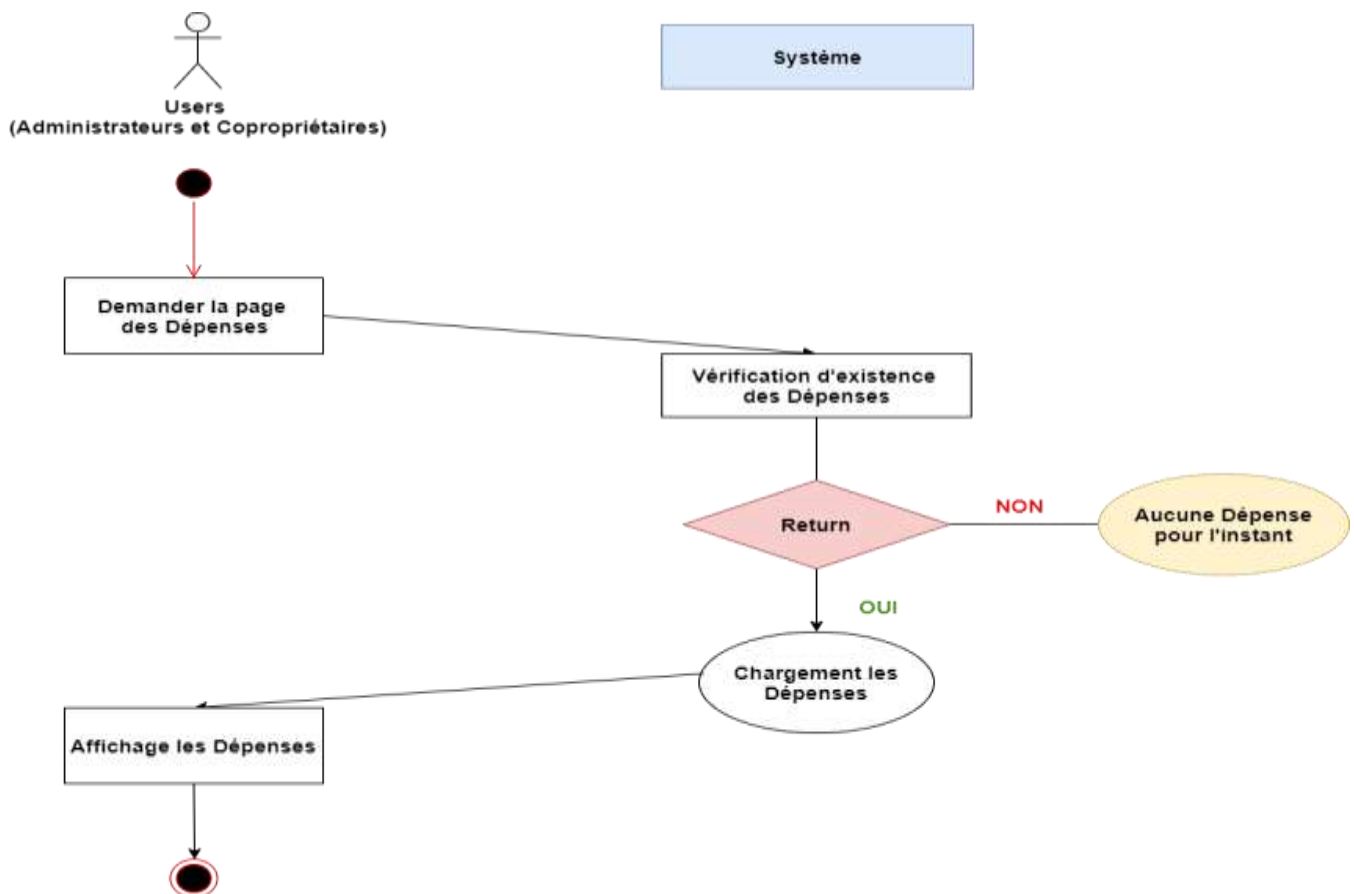 Système
Users
(Administrateurs et Copropriétaires)
Demander la page
des Dépenses
Vérification d'existence
des Dépenses
Return
NON
Aucune Dépense
pour l'instant
OUI
Chargement les
Dépenses
Affichage les Dépenses